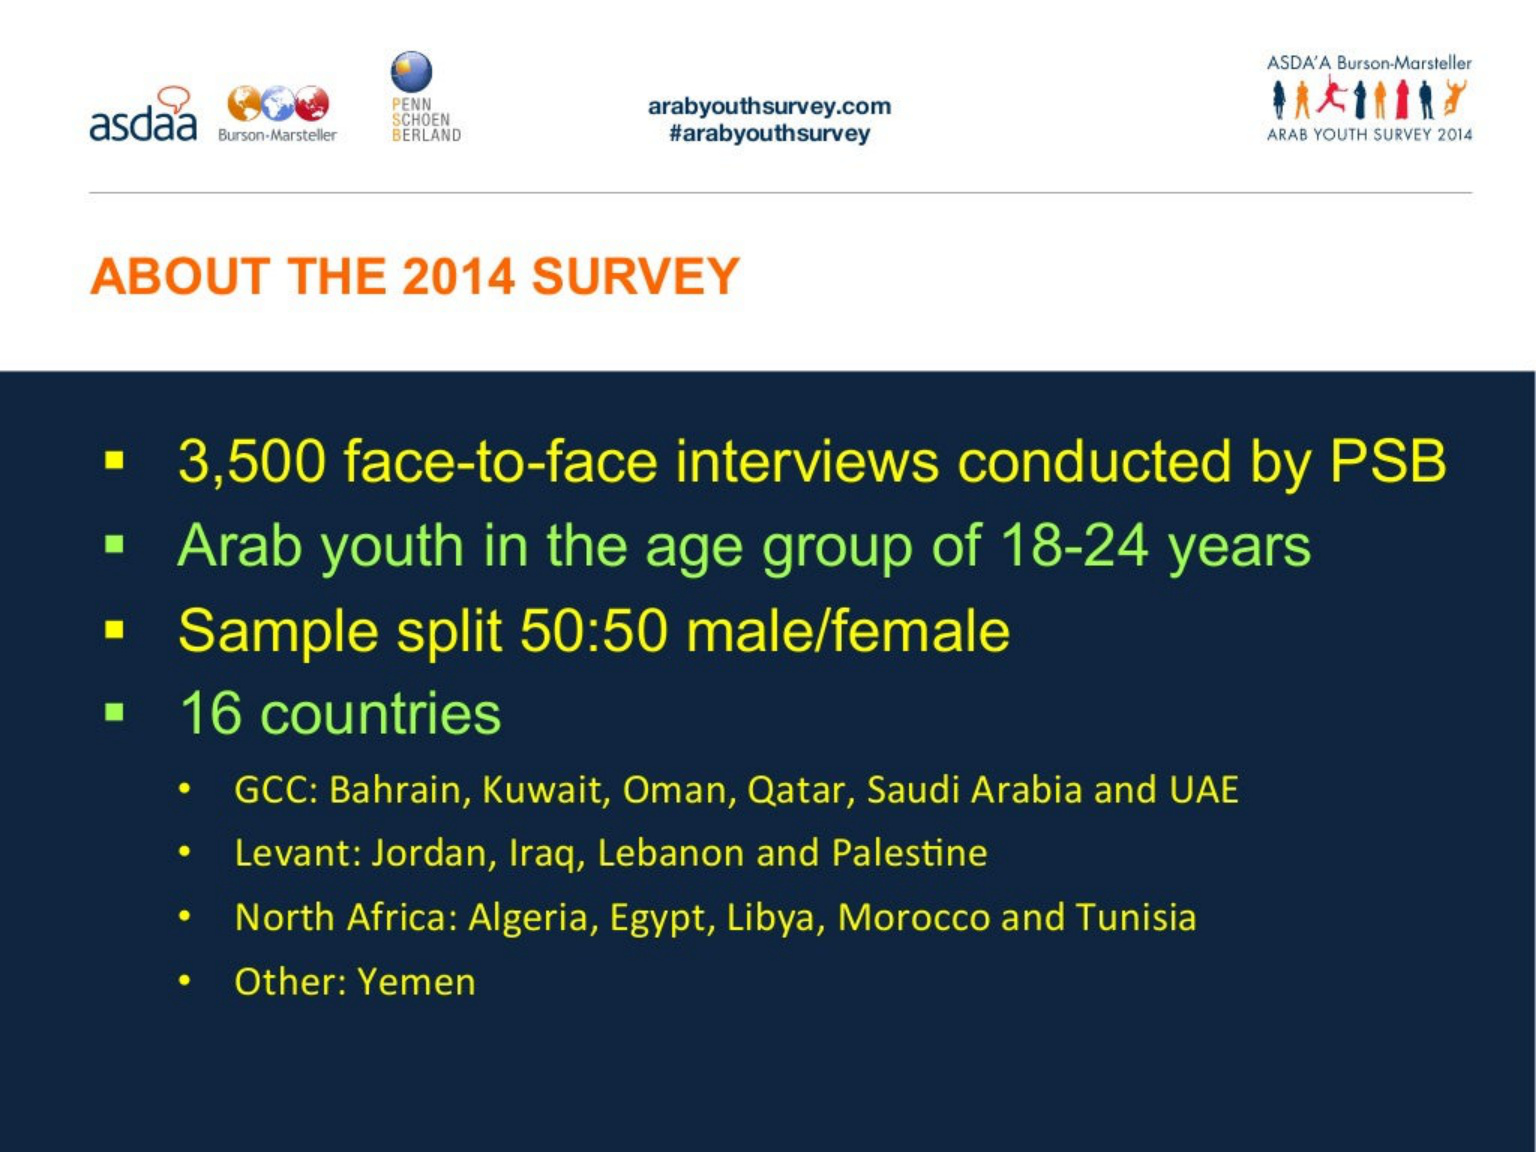 asdaa
Burson-Marsteller
PENN
SCHOEN
BERLAND
arabyouthsurvey.com
#arabyouthsurvey
ASDA'A Burson-Marsteller
ARAB YOUTH SURVEY 2014
ABOUT THE 2014 SURVEY
▪ 3,500 face-to-face interviews conducted by PSB
▪ Arab youth in the age group of 18-24 years
▪ Sample split 50:50 male/female
▪ 16 countries
• GCC: Bahrain, Kuwait, Oman, Qatar, Saudi Arabia and UAE
• Levant: Jordan, Iraq, Lebanon and Palestine
• North Africa: Algeria, Egypt, Libya, Morocco and Tunisia
• Other: Yemen